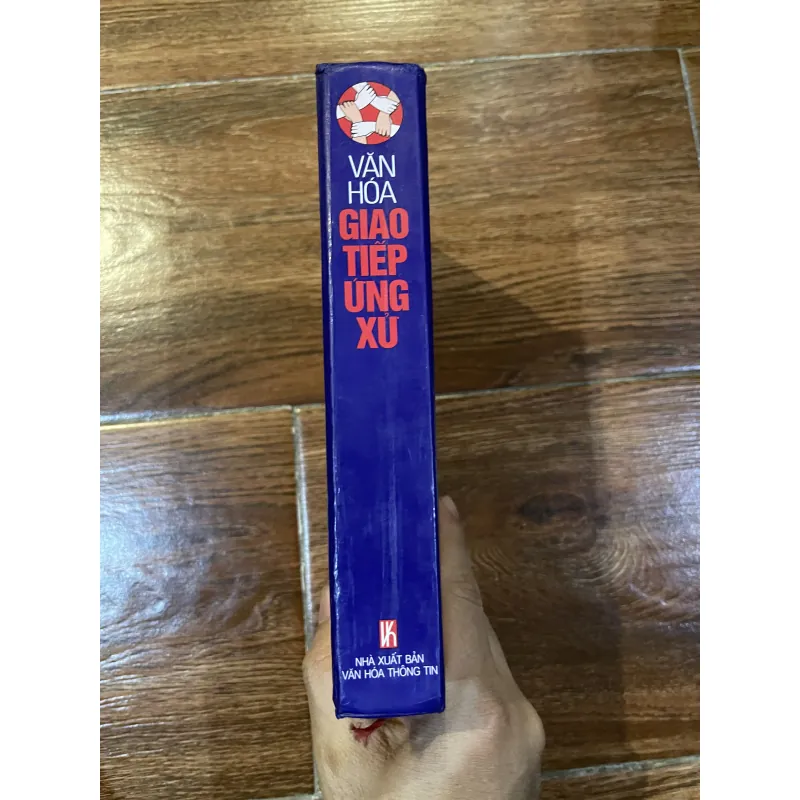 VĂN
HÓA
GIAO
TIẾP
ỨNG
XỬ
NHÀ XUẤT BẢN
VĂN HÓA THÔNG TIN